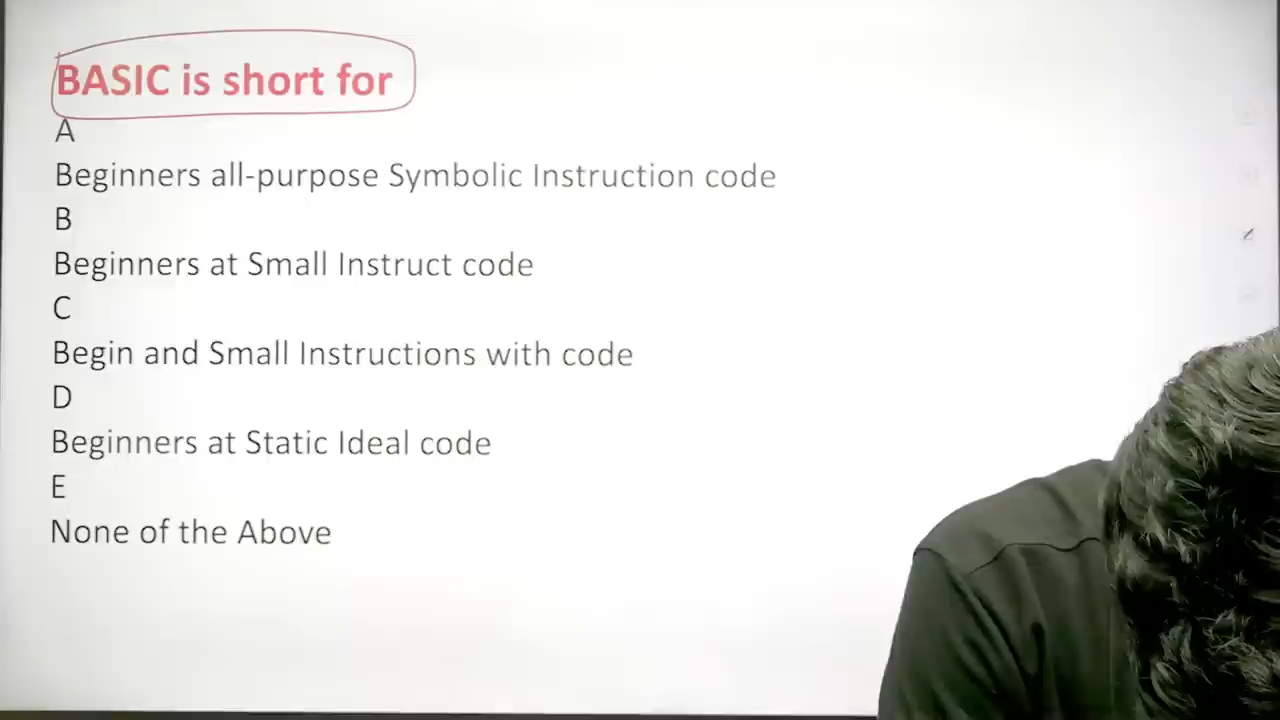 BASIC is short for
A
Beginners all-purpose Symbolic Instruction code
B
Beginners at Small Instruct code
C
Begin and Small Instructions with code
D
Beginners at Static Ideal code
E
None of the Above